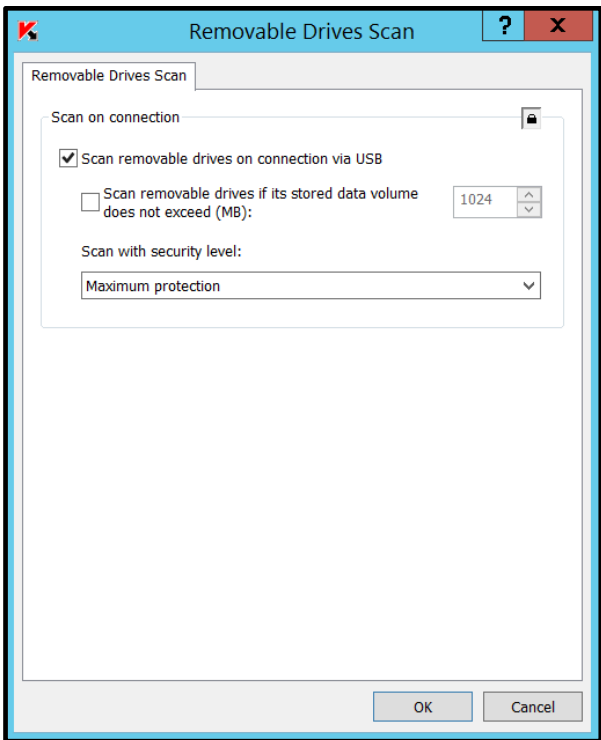 Removable Drives Scan
?
X
Removable Drives Scan
Scan on connection
Scan removable drives on connection via USB
Scan removable drives if its stored data volume
does not exceed (MB):
1024
Scan with security level:
Maximum protection
OK
Cancel